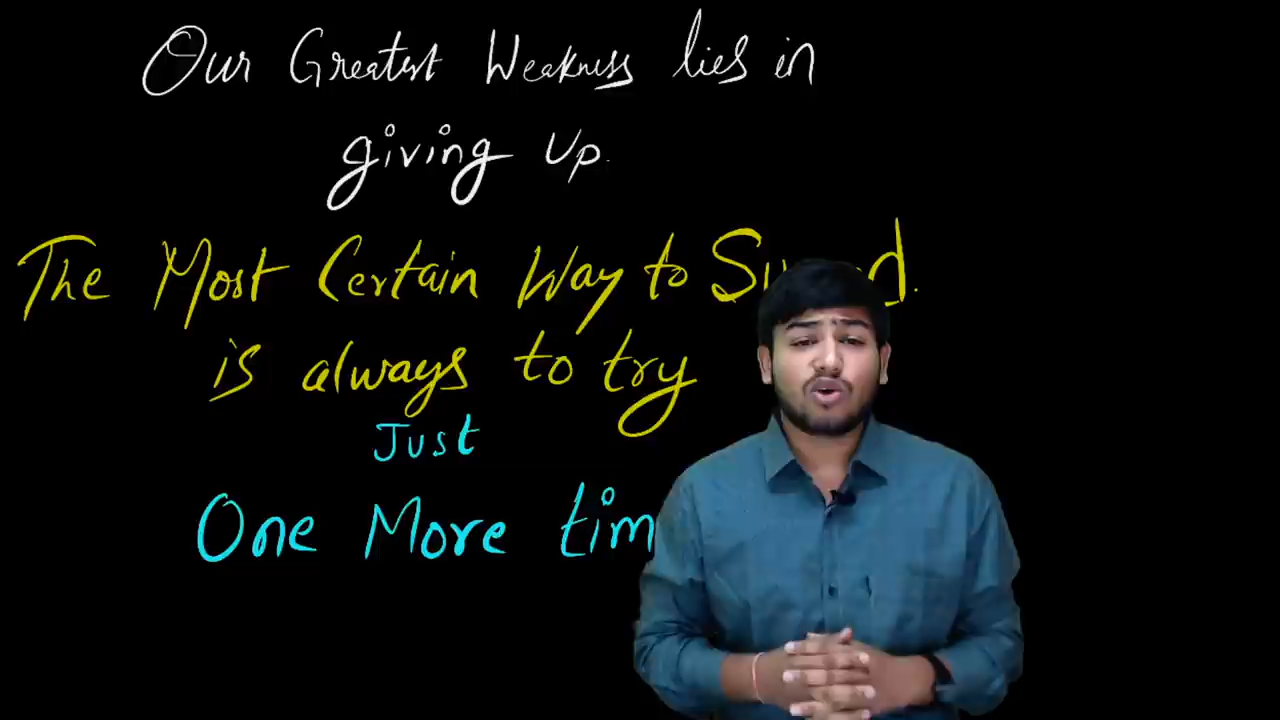 Our Greatest Weakness lies in
giving Up.
The Most Certain Way to
is always to try
Just
One More tim